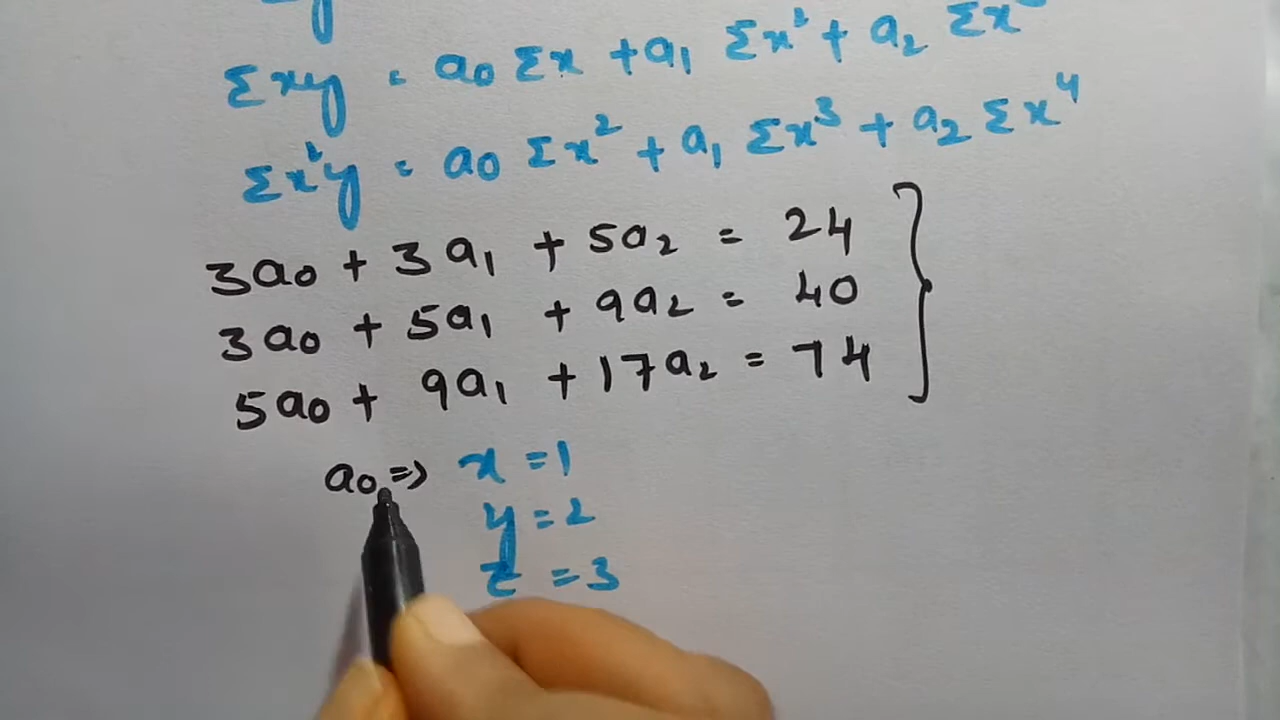 Σxy = a₀ Σx + a₁ Σx² + a₂ Σx
Σx²y = a₀ Σx² + a₁ Σx³ + a₂ Σx⁴
3a₀ + 3a₁ + 5a₂ = 24
3a₀ + 5a₁ + 9a₂ = 40
5a₀ + 9a₁ + 17a₂ = 74
a₀ => x = 1
y = 2
z = 3